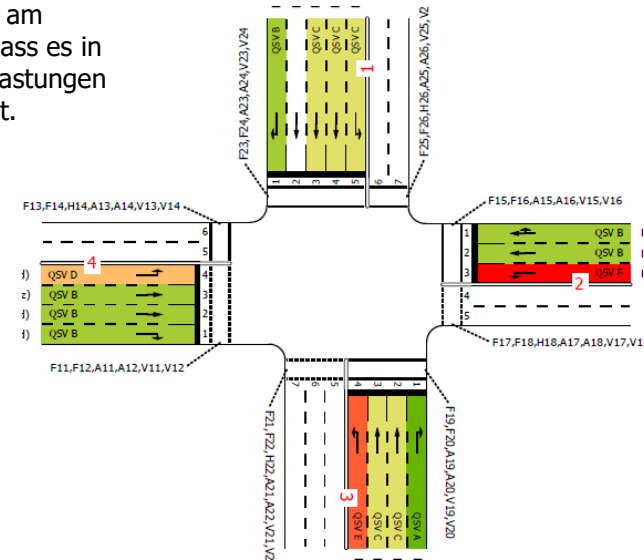 am
ass es in
astungen
t.
QSV B
QSV C
QSV C
QSV C
1
F23,F24,A23,A24,V23,V24
F25,F26,H26,A25,A26,V25,V2
1
2
3
4
5
6
7
F13,F14,H14,A13,A14,V13,V14
F15,F16,A15,A16,V15,V16
6
5
4
4
3
2
1
d)
z)
d)
d)
QSV D
QSV B
QSV B
QSV B
1
2
3
4
5
QSV B
QSV B
QSV F
2
F11,F12,A11,A12,V11,V12
F17,F18,H18,A17,A18,V17,V1
7
6
5
4
3
2
1
F21,F22,H22,A21,A22,V21,V2
F19,F20,A19,A20,V19,V20
3
QSV E
QSV C
QSV C
QSV A